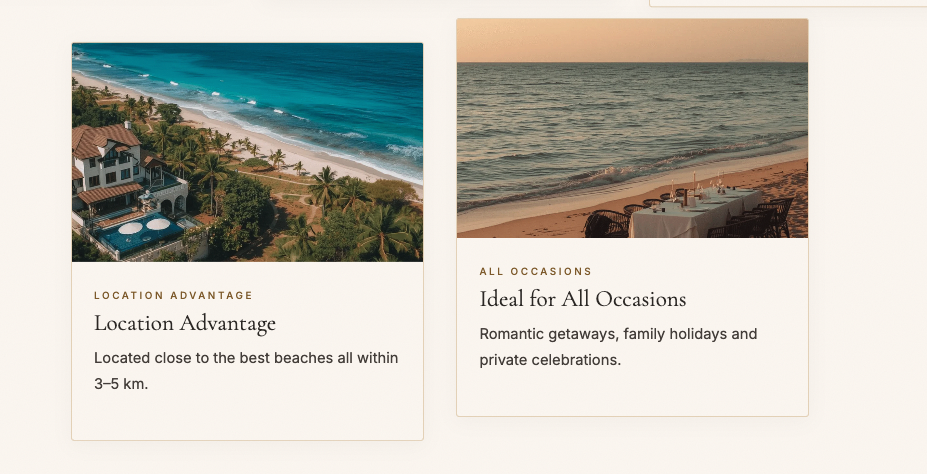 LOCATION ADVANTAGE
Location Advantage
Located close to the best beaches all within
3–5 km.
ALL OCCASIONS
Ideal for All Occasions
Romantic getaways, family holidays and
private celebrations.